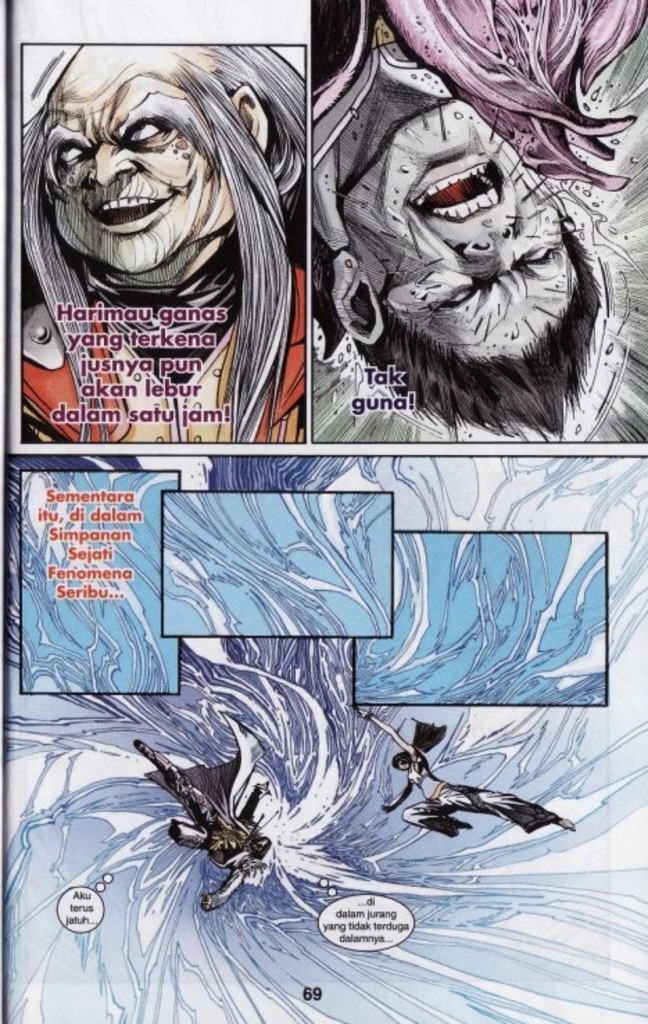 Harimau ganas
yang terkena
jusnya pun
akan lebur
dalam satu jam!
Tak
guna!
Sementara
itu, di dalam
Simpanan
Sejati
Fenomena
Seribu...
Aku
terus
jatuh...
...di
dalam jurang
yang tidak terduga
dalamnya...
69